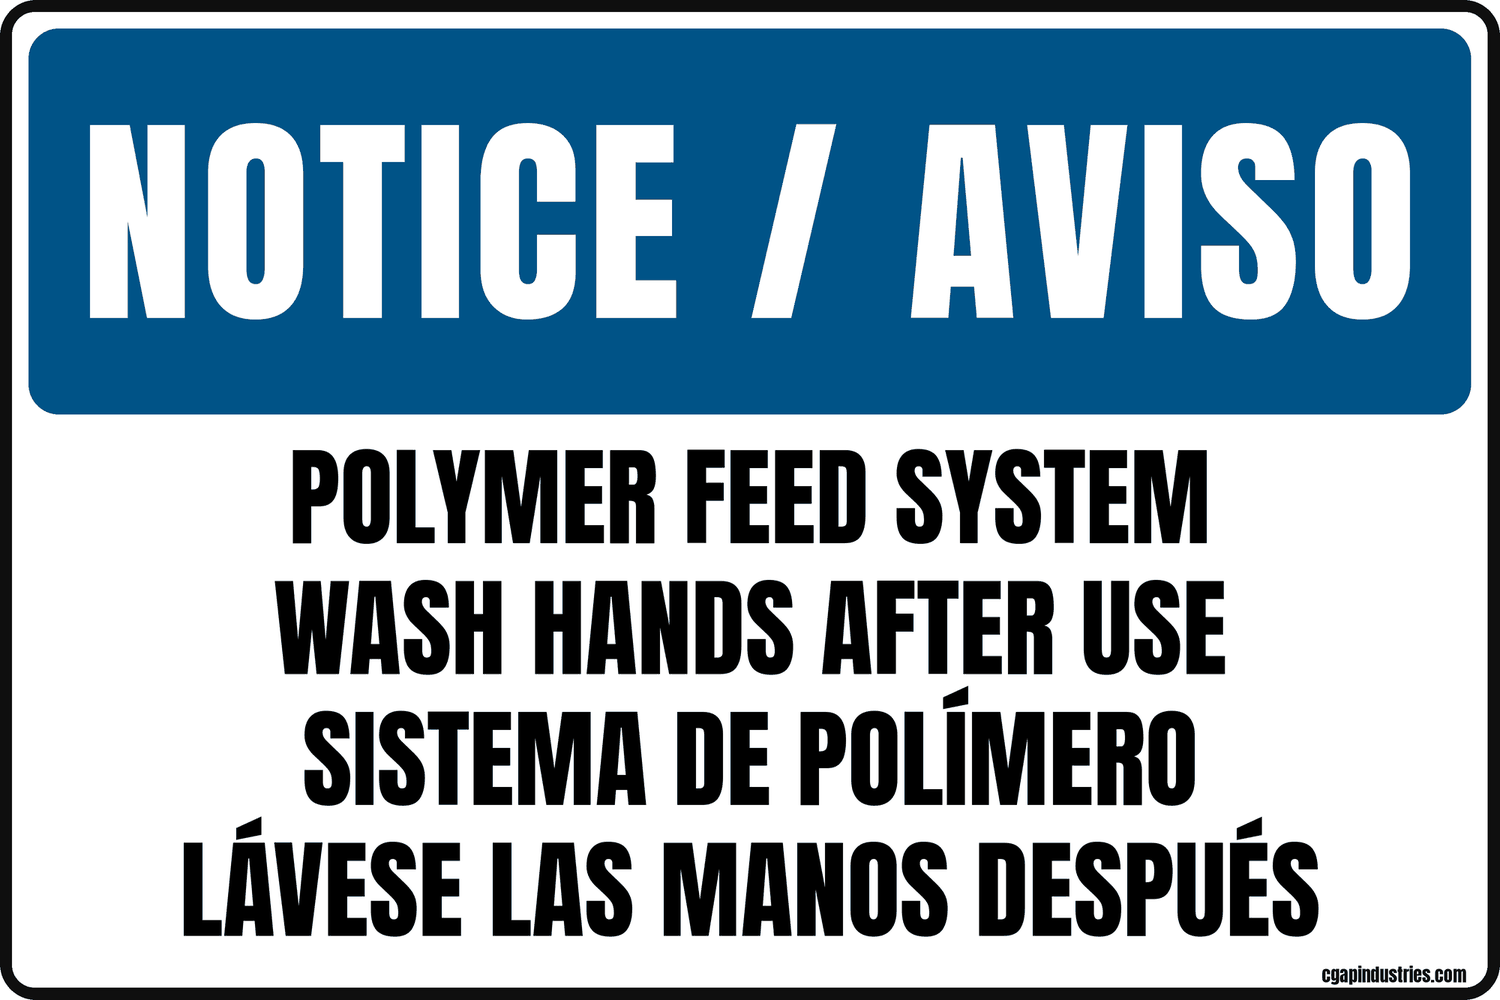 NOTICE / AVISO
POLYMER FEED SYSTEM
WASH HANDS AFTER USE
SISTEMA DE POLÍMERO
LÁVESE LAS MANOS DESPUÉS
cgapindustries.com